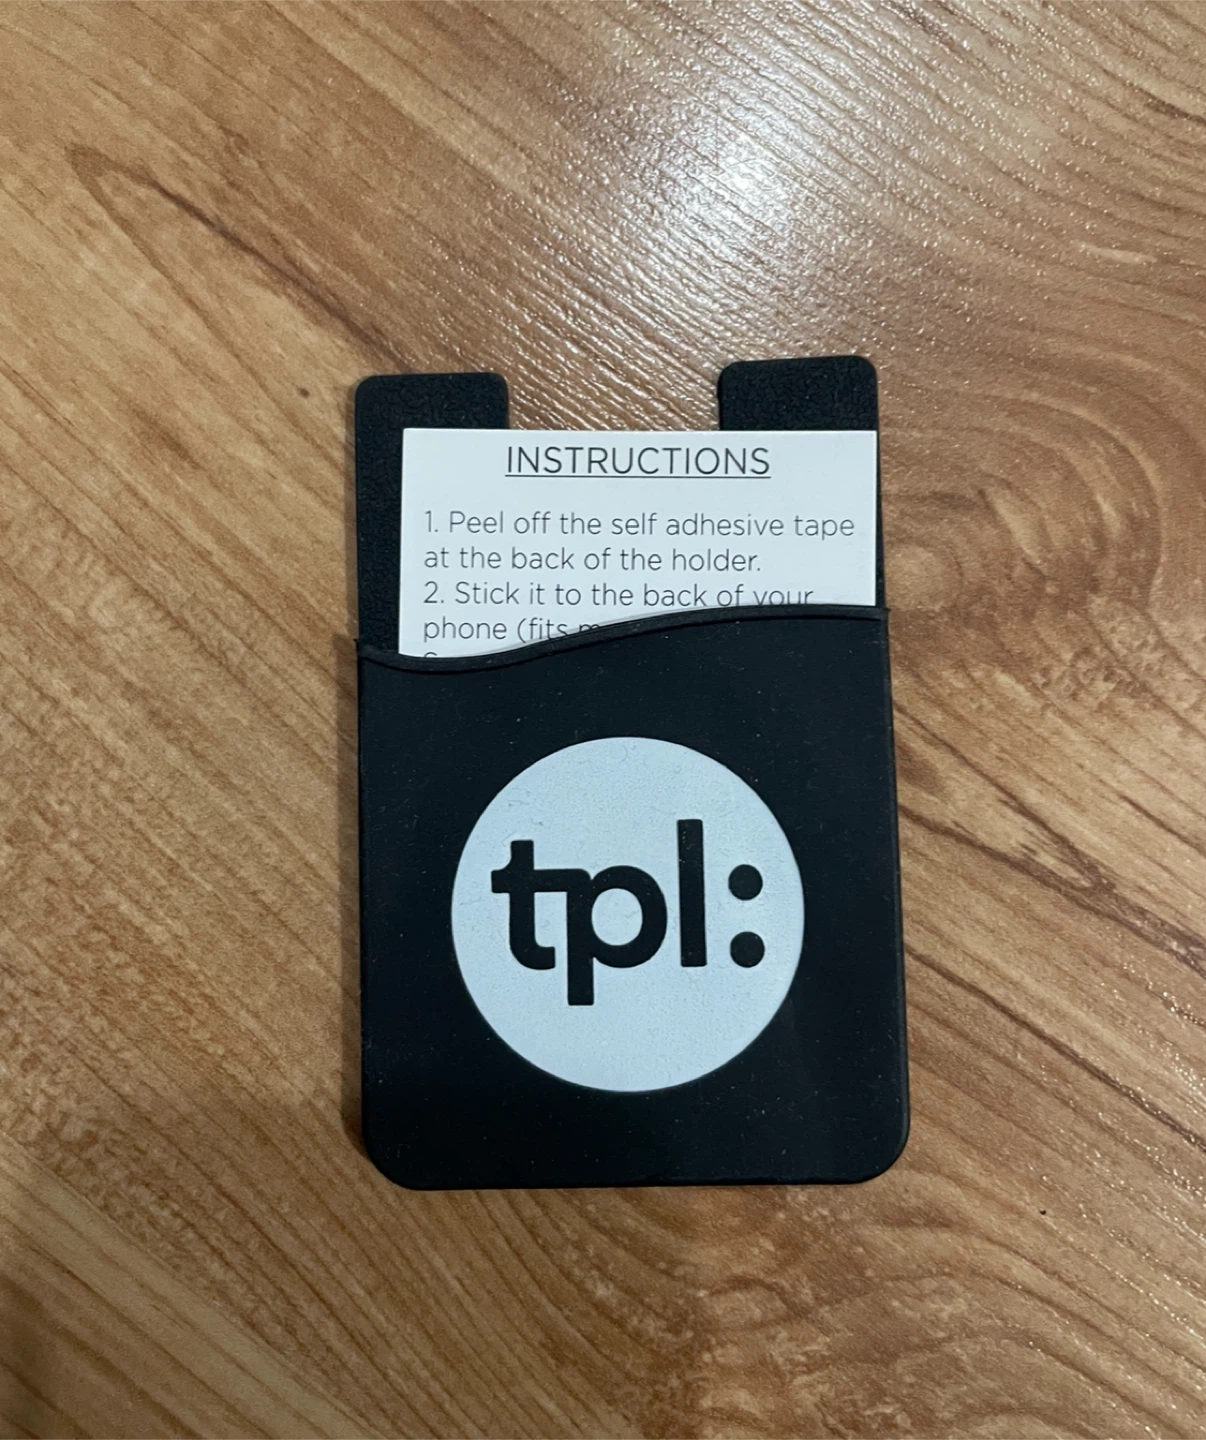 INSTRUCTIONS
1. Peel off the self adhesive tape
at the back of the holder.
2. Stick it to the back of your
phone (fits
tpl: